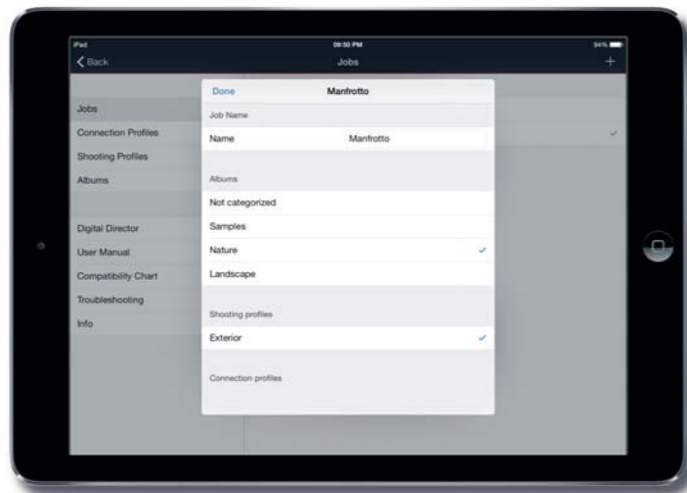 iPad 09:50 PM 94%
Back Jobs +
Done Manfrotto
Job Name
Name Manfrotto
Albums
Not categorized
Samples
Nature
Landscape
Shooting profiles
Exterior
Connection profiles
Jobs
Connection Profiles
Shooting Profiles
Albums
Digital Director
User Manual
Compatibility Chart
Troubleshooting
Info